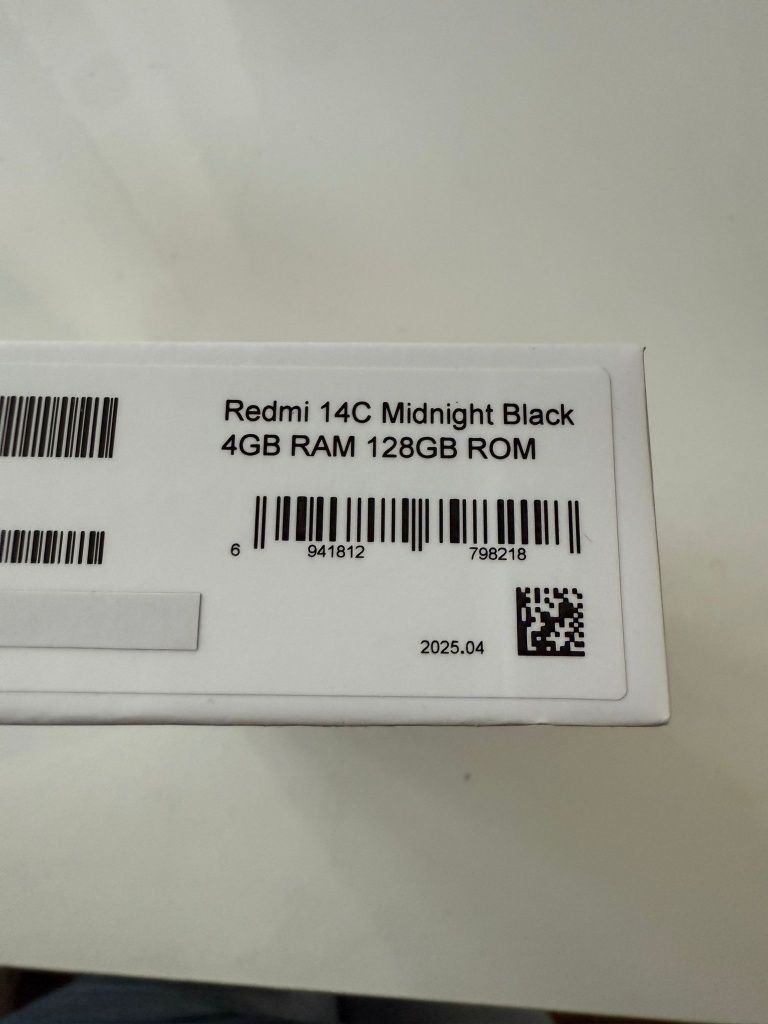 Redmi 14C Midnight Black
4GB RAM 128GB ROM
6 941812 798218
2025.04